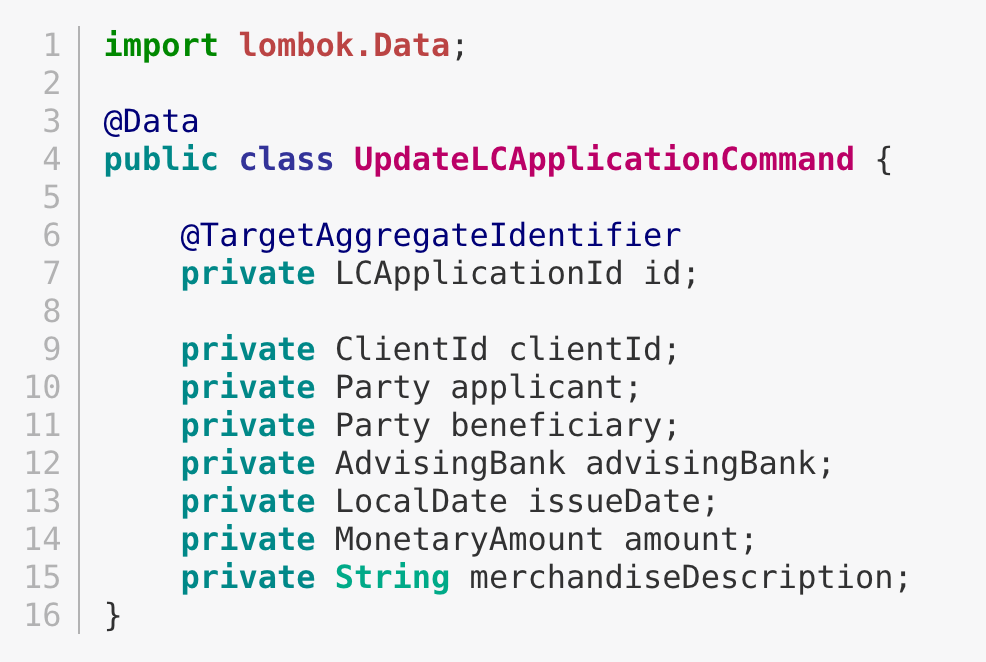 1 import lombok.Data;
2
3 @Data
4 public class UpdateLCApplicationCommand {
5
6     @TargetAggregateIdentifier
7     private LCApplicationId id;
8
9     private ClientId clientId;
10     private Party applicant;
11     private Party beneficiary;
12     private AdvisingBank advisingBank;
13     private LocalDate issueDate;
14     private MonetaryAmount amount;
15     private String merchandiseDescription;
16 }